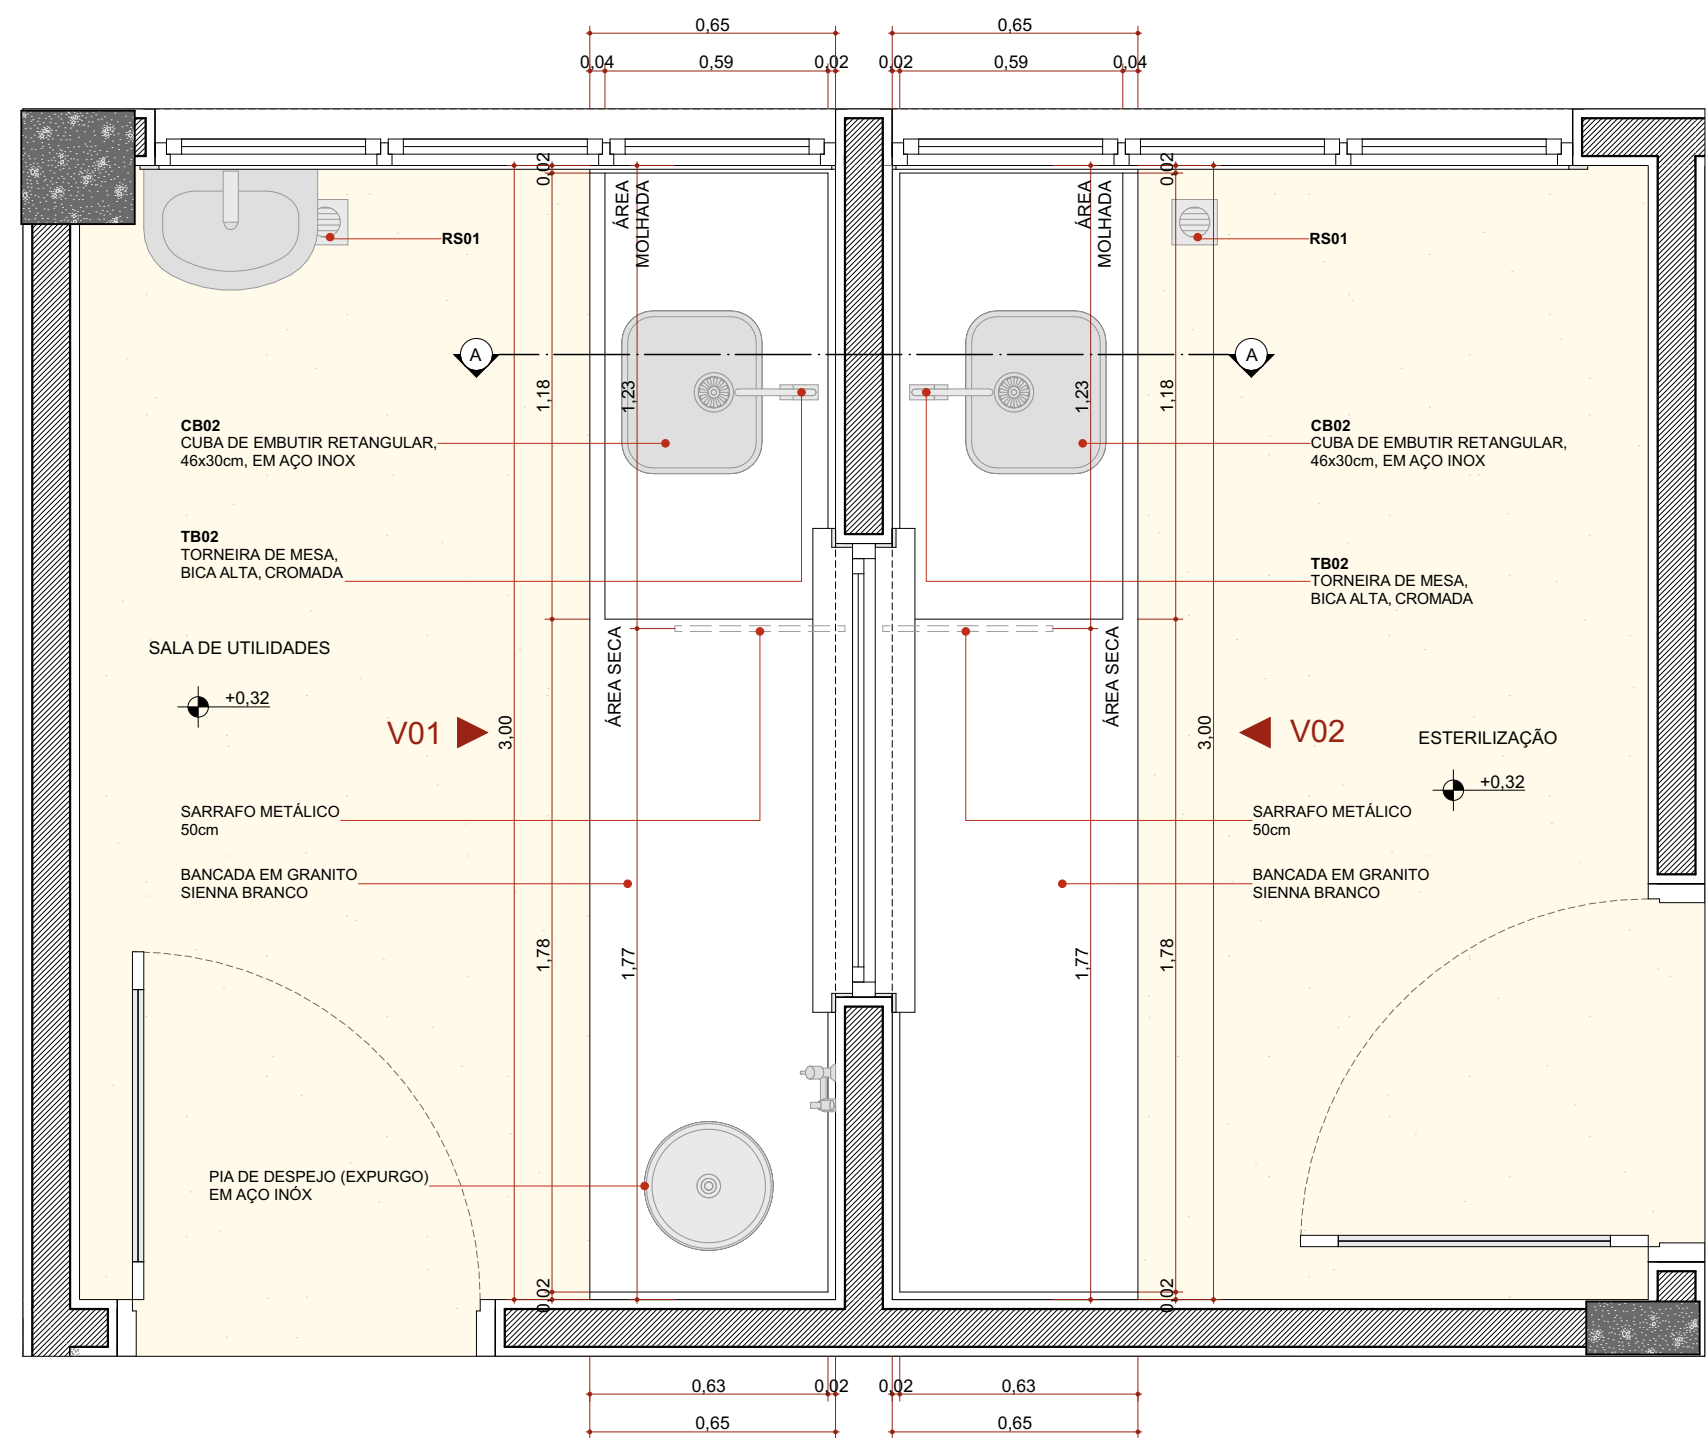 0,65
0,65
0,04
0,59
0,02
0,02
0,59
0,04
0,02
ÁREA
MOLHADA
ÁREA
MOLHADA
0,02
RS01
RS01
A
A
1,18
1,23
1,23
1,18
CB02
CUBA DE EMBUTIR RETANGULAR,
46x30cm, EM AÇO INOX
CB02
CUBA DE EMBUTIR RETANGULAR,
46x30cm, EM AÇO INOX
TB02
TORNEIRA DE MESA,
BICA ALTA, CROMADA
TB02
TORNEIRA DE MESA,
BICA ALTA, CROMADA
SALA DE UTILIDADES
+0,32
ÁREA SECA
ÁREA SECA
V01
3,00
3,00
V02
ESTERILIZAÇÃO
+0,32
SARRAFO METÁLICO
50cm
SARRAFO METÁLICO
50cm
BANCADA EM GRANITO
SIENNA BRANCO
BANCADA EM GRANITO
SIENNA BRANCO
1,78
1,77
1,77
1,78
PIA DE DESPEJO (EXPURGO)
EM AÇO INÓX
0,02
0,02
0,63
0,02
0,02
0,63
0,65
0,65